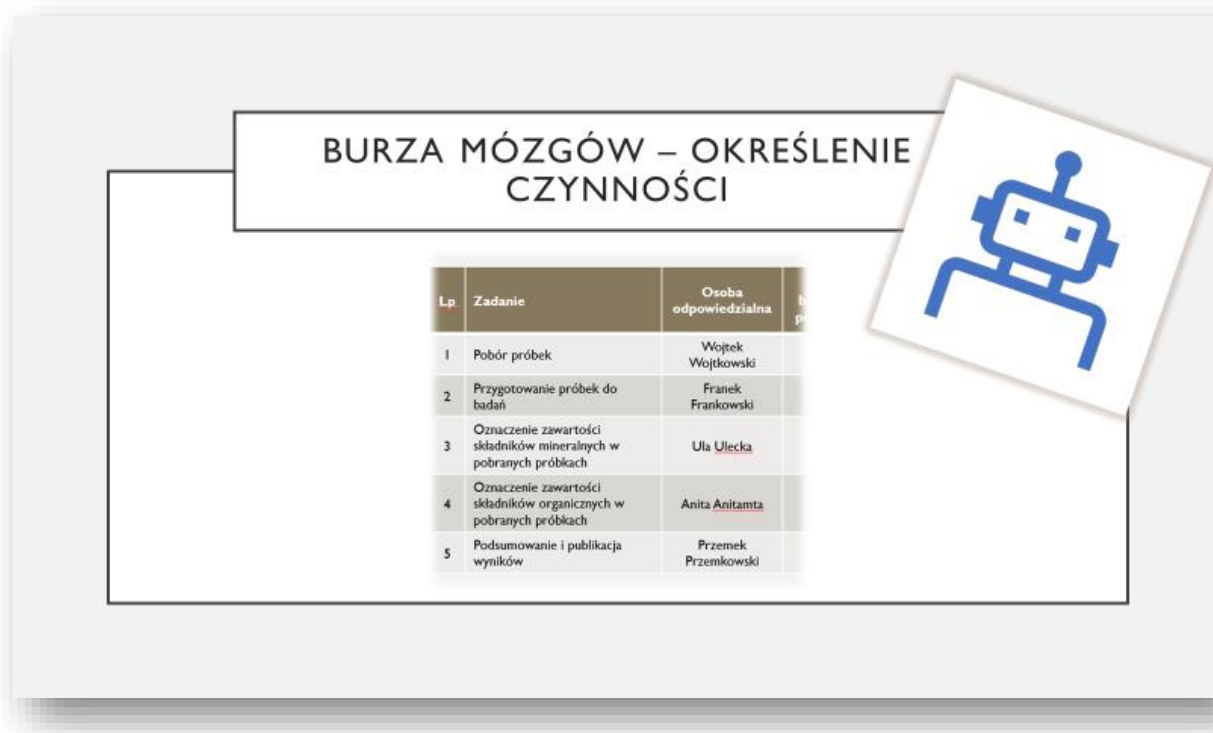 BURZA MÓZGÓW – OKREŚLENIE
CZYNNOŚCI
Lp. Zadanie Osoba
odpowiedzialna
1 Pobór próbek Wojtek
Wojtkowski
2 Przygotowanie próbek do
badań Franek
Frankowski
3 Oznaczenie zawartości
składników mineralnych w
pobranych próbkach Ula Ulecka
4 Oznaczenie zawartości
składników organicznych w
pobranych próbkach Anita Anitamta
5 Podsumowanie i publikacja
wyników Przemek
Przemkowski